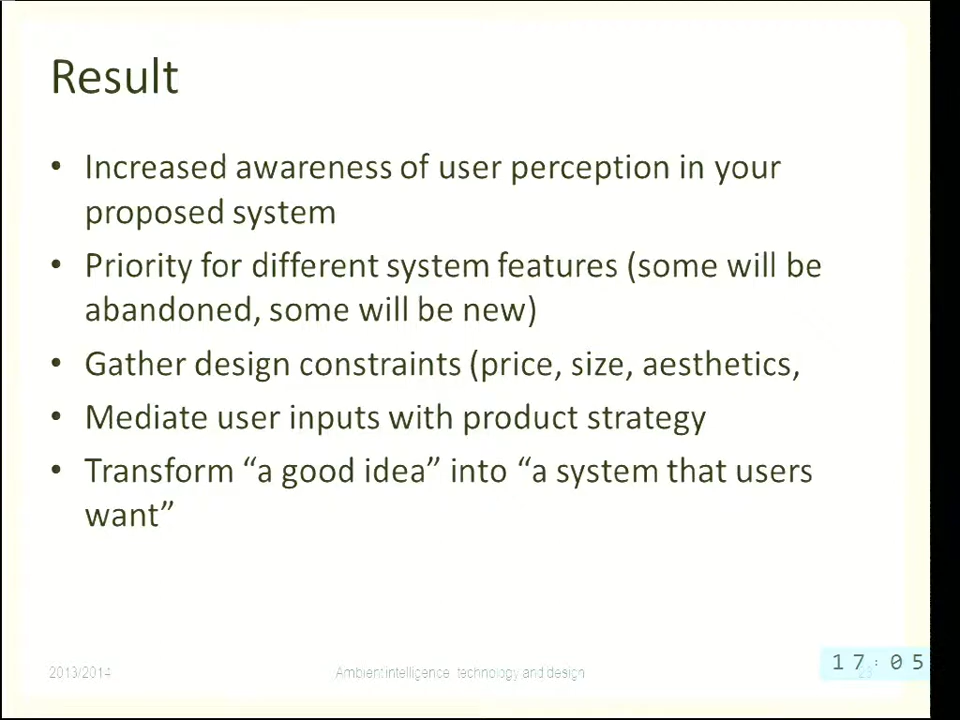 Result
• Increased awareness of user perception in your
proposed system
• Priority for different system features (some will be
abandoned, some will be new)
• Gather design constraints (price, size, aesthetics,
• Mediate user inputs with product strategy
• Transform “a good idea” into “a system that users
want”
2013/2014
Ambient intelligence: technology and design
17:05